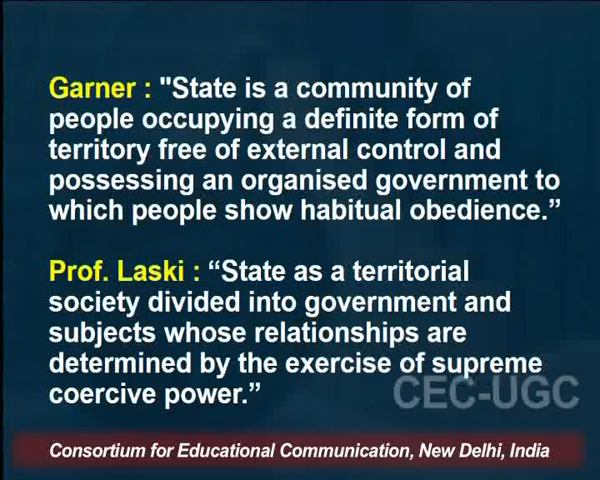 Garner : "State is a community of
people occupying a definite form of
territory free of external control and
possessing an organised government to
which people show habitual obedience.”
Prof. Laski : “State as a territorial
society divided into government and
subjects whose relationships are
determined by the exercise of supreme
coercive power.”
CEC-UGC
Consortium for Educational Communication, New Delhi, India